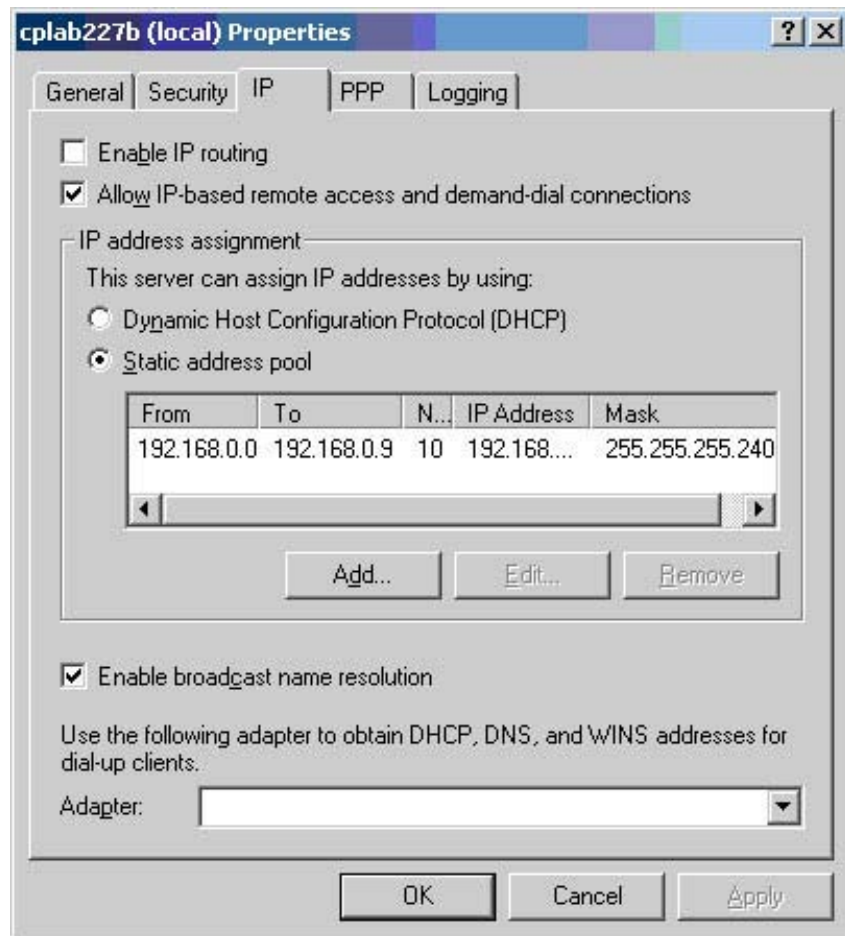 cplab227b (local) Properties
General Security IP PPP Logging
Enable IP routing
Allow IP-based remote access and demand-dial connections
IP address assignment
This server can assign IP addresses by using:
Dynamic Host Configuration Protocol (DHCP)
Static address pool
From To N... IP Address Mask
192.168.0.0 192.168.0.9 10 192.168.... 255.255.255.240
Add... Edit... Remove
Enable broadcast name resolution
Use the following adapter to obtain DHCP, DNS, and WINS addresses for
dial-up clients.
Adapter:
OK Cancel Apply